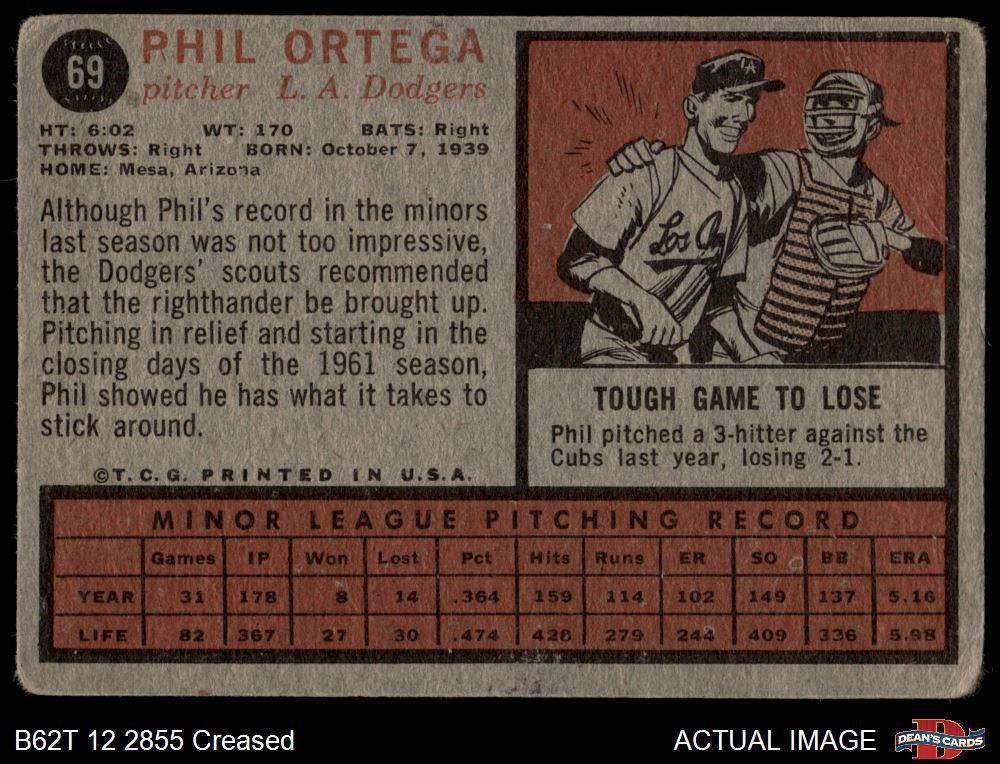 69
PHIL ORTEGA
pitcher L. A. Dodgers
HT: 6:02 WT: 170 BATS: Right
THROWS: Right BORN: October 7, 1939
HOME: Mesa, Arizona
Although Phil's record in the minors
last season was not too impressive,
the Dodgers' scouts recommended
that the righthander be brought up.
Pitching in relief and starting in the
closing days of the 1961 season,
Phil showed he has what it takes to
stick around.
©T. C. G. PRINTED IN U.S.A.
LA
Los An
TOUGH GAME TO LOSE
Phil pitched a 3-hitter against the
Cubs last year, losing 2-1.
MINOR LEAGUE PITCHING RECORD
Games IP Won Lost Pct Hits Runs ER SO BB ERA
YEAR 31 178 8 14 .364 159 114 102 149 137 5.16
LIFE 82 367 27 30 .474 428 279 244 409 336 5.98
B62T 12 2855 Creased
ACTUAL IMAGE
D
DEAN'S CARDS